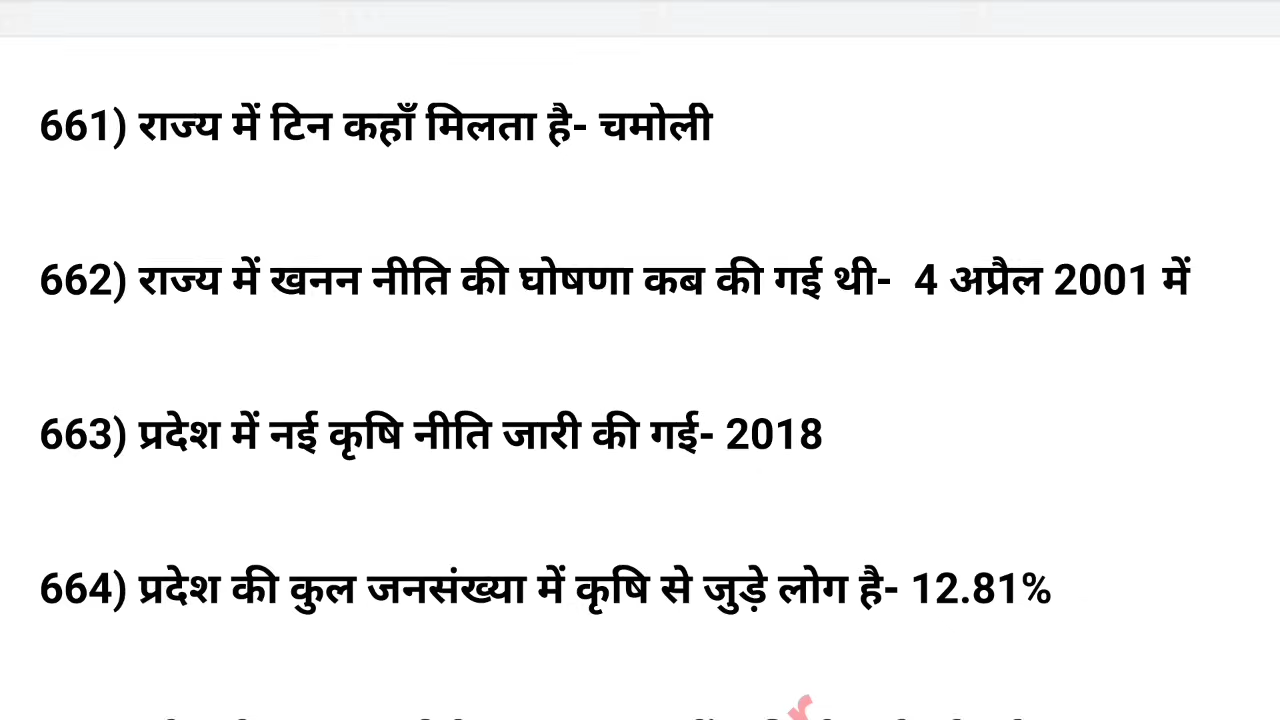 661) राज्य में टिन कहाँ मिलता है- चमोली
662) राज्य में खनन नीति की घोषणा कब की गई थी-  4 अप्रैल 2001 में
663) प्रदेश में नई कृषि नीति जारी की गई- 2018
664) प्रदेश की कुल जनसंख्या में कृषि से जुड़े लोग है- 12.81%